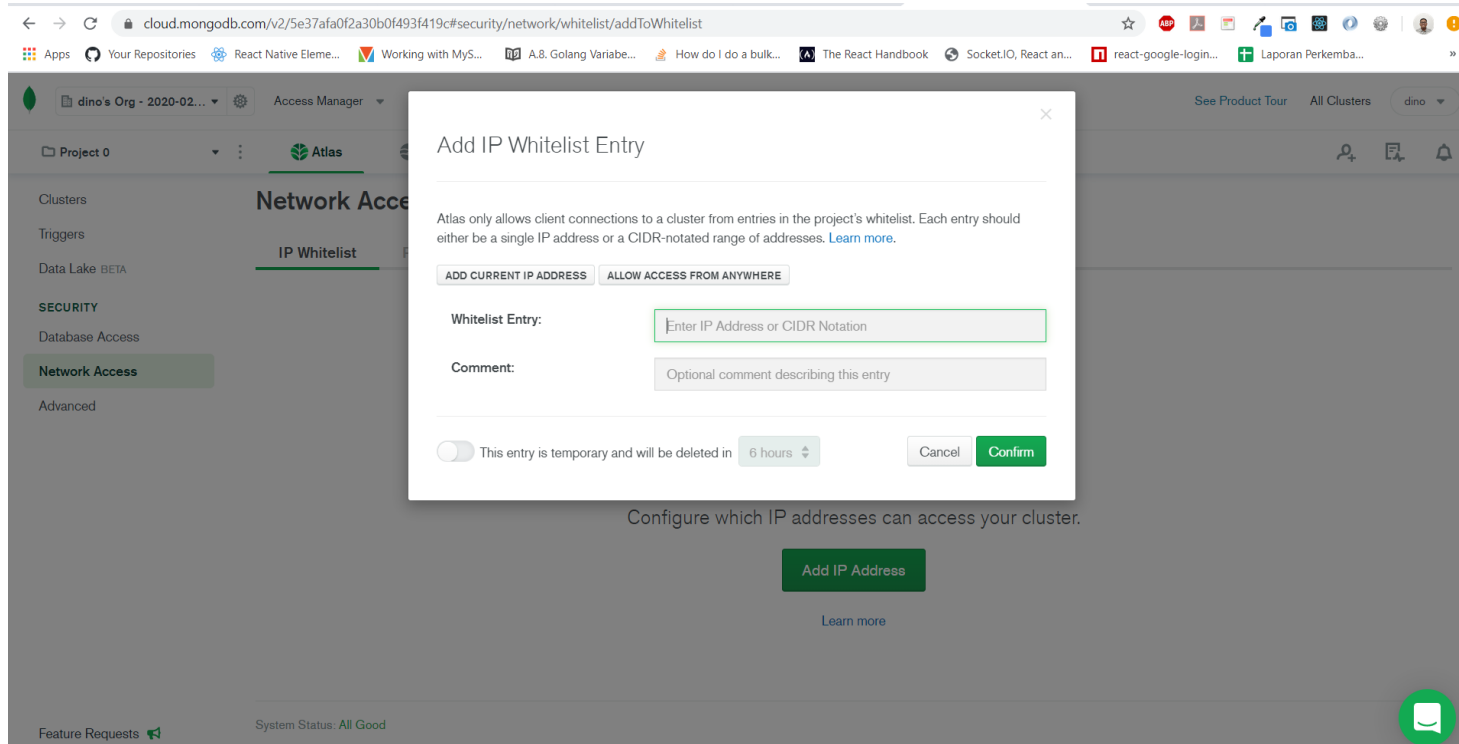 cloud.mongodb.com/v2/5e37afa0f2a30b0f493f419c#security/network/whitelist/addToWhitelist
ABP
Apps Your Repositories React Native Eleme... Working with MyS... A.8. Golang Variabe... How do I do a bulk... The React Handbook Socket.IO, React an... react-google-login... Laporan Perkemba... »
dino's Org - 2020-02... Access Manager See Product Tour All Clusters dino
Project 0 Atlas
Clusters
Triggers
Data Lake BETA
SECURITY
Database Access
Network Access
Advanced
Feature Requests
Network Acce
IP Whitelist
Add IP Whitelist Entry
Atlas only allows client connections to a cluster from entries in the project's whitelist. Each entry should
either be a single IP address or a CIDR-notated range of addresses. Learn more.
ADD CURRENT IP ADDRESS ALLOW ACCESS FROM ANYWHERE
Whitelist Entry: Enter IP Address or CIDR Notation
Comment: Optional comment describing this entry
This entry is temporary and will be deleted in 6 hours Cancel Confirm
Configure which IP addresses can access your cluster.
Add IP Address
Learn more
System Status: All Good